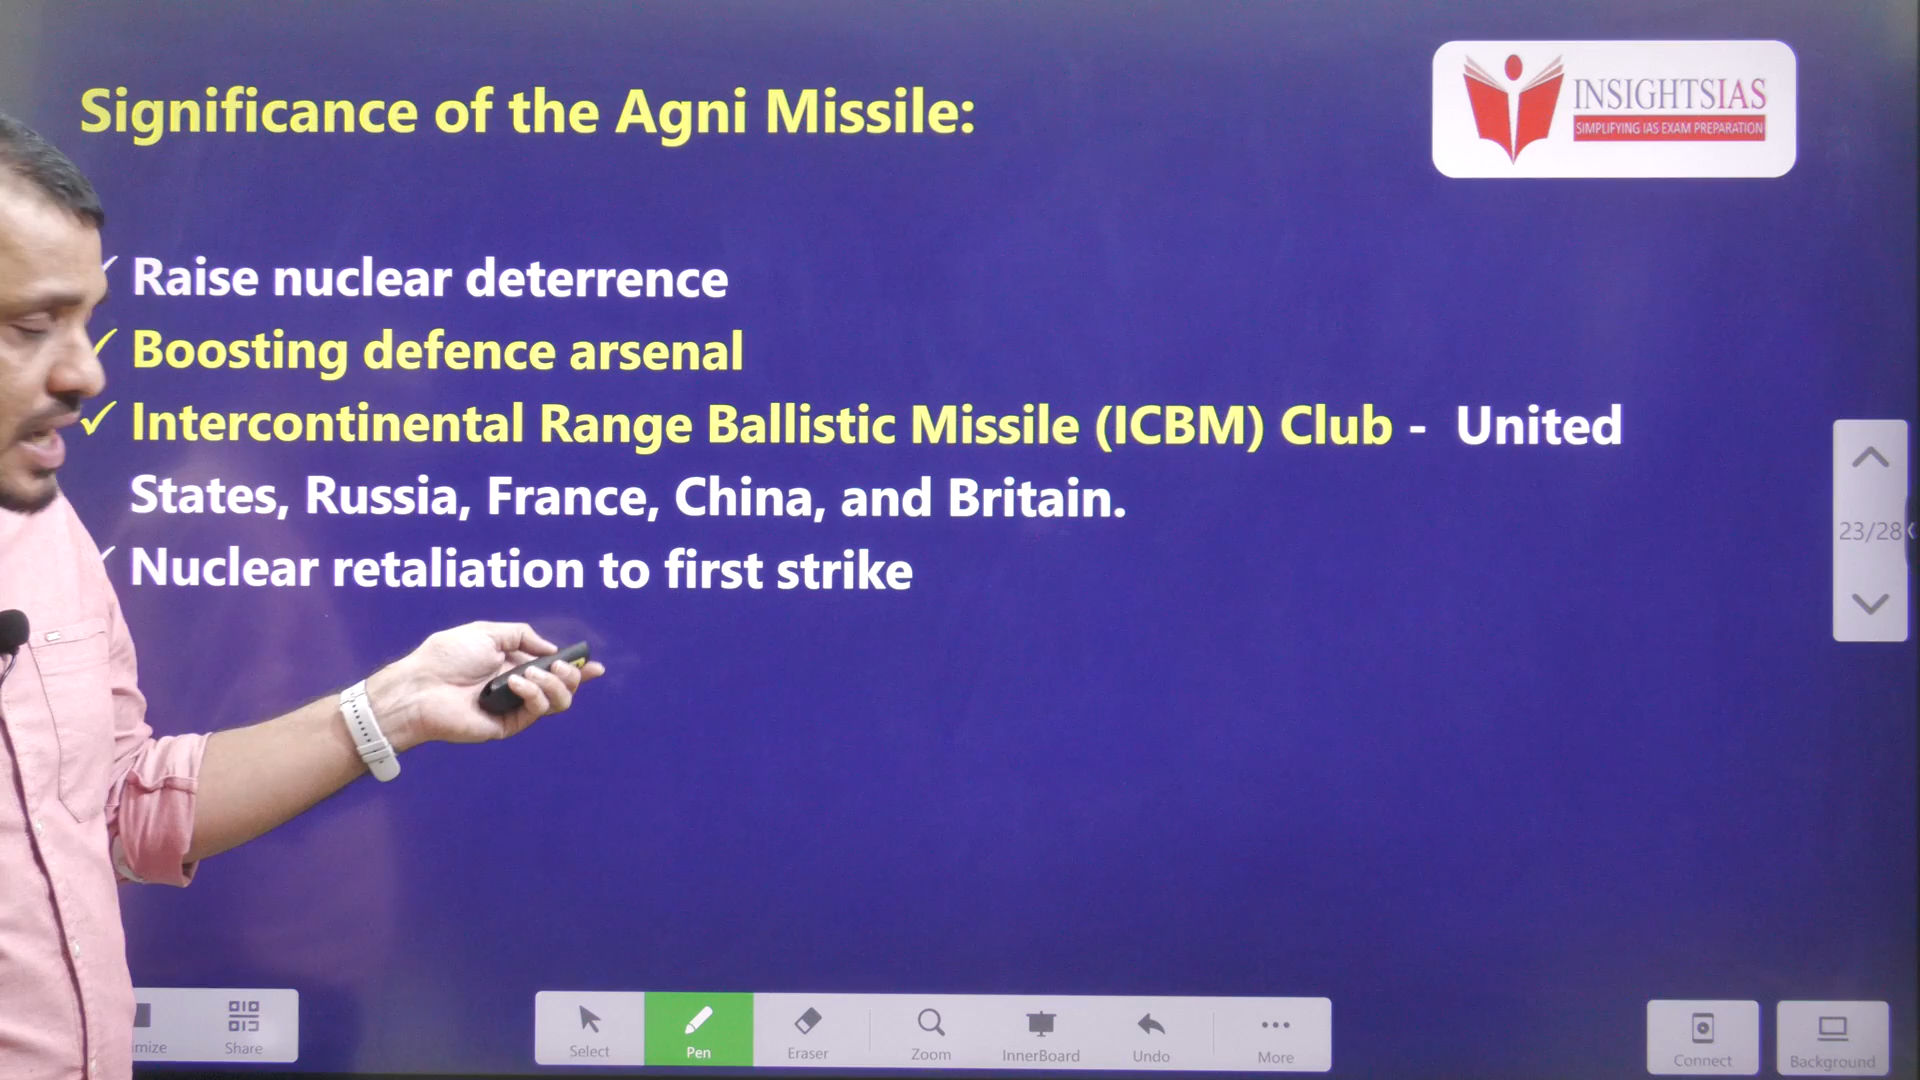 Significance of the Agni Missile:
INSIGHTSIAS
SIMPLIFYING IAS EXAM PREPARATION
✓ Raise nuclear deterrence
✓ Boosting defence arsenal
✓ Intercontinental Range Ballistic Missile (ICBM) Club - United
States, Russia, France, China, and Britain.
✓ Nuclear retaliation to first strike
23/28
mize
Share
Select
Pen
Eraser
Zoom
InnerBoard
Undo
More
Connect
Background